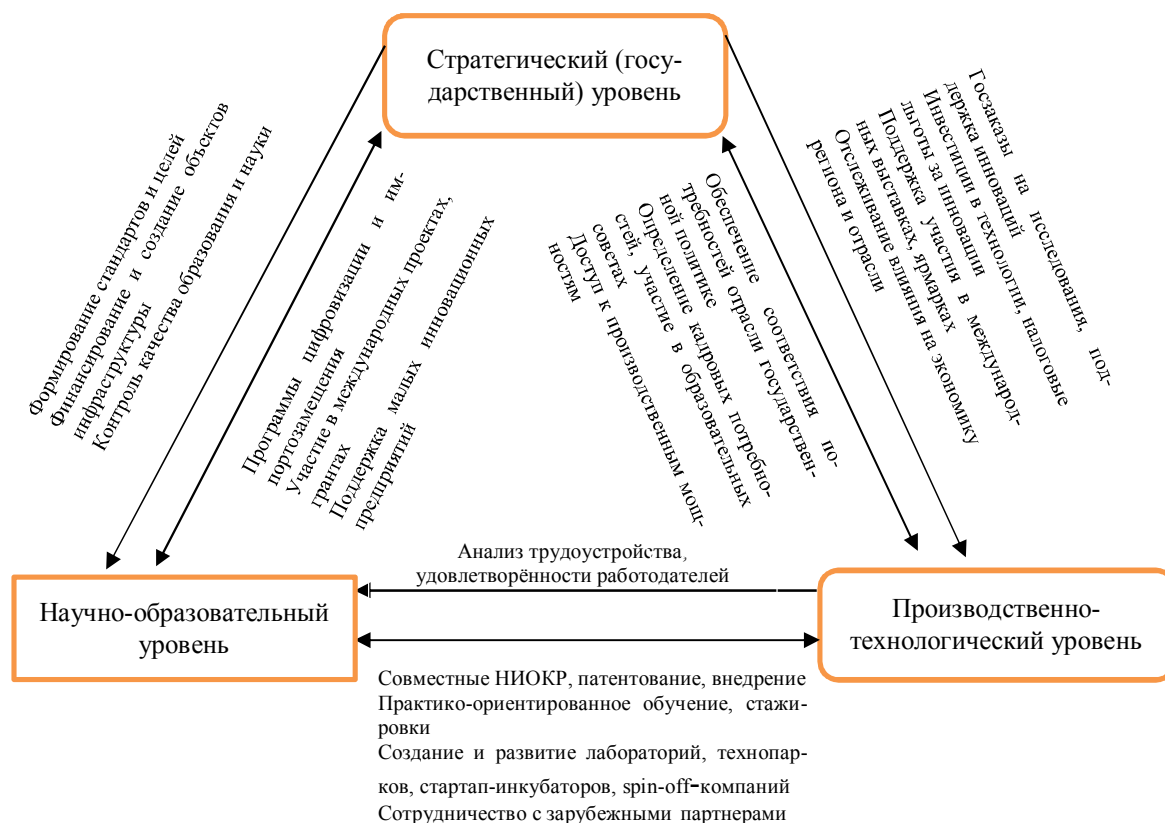 Стратегический (госу-
дарственный) уровень
Формирование стандартов и целей
Финансирование и создание объектов
инфраструктуры
Контроль качества образования и науки
Программы цифровизации и им-
портозамещения
Участие в международных проектах,
грантах
Поддержка малых инновационных
предприятий
Обеспечение соответствия по-
требностей отрасли государствен-
ной политике
Определение кадровых потребно-
стей, участие в образовательных
советах
Доступ к производственным мощ-
ностям
Госзаказы на исследования, под-
держка инноваций
Инвестиции в технологии, налоговые
льготы за инновации
Поддержка участия в международ-
ных выставках, ярмарках
Отслеживание влияния на экономику
региона и отрасли
Анализ трудоустройства,
удовлетворённости работодателей
Научно-образовательный
уровень
Производственно-
технологический уровень
Совместные НИОКР, патентование, внедрение
Практико-ориентированное обучение, стажи-
ровки
Создание и развитие лабораторий, технопар-
ков, стартап-инкубаторов, spin-off-компаний
Сотрудничество с зарубежными партнерами